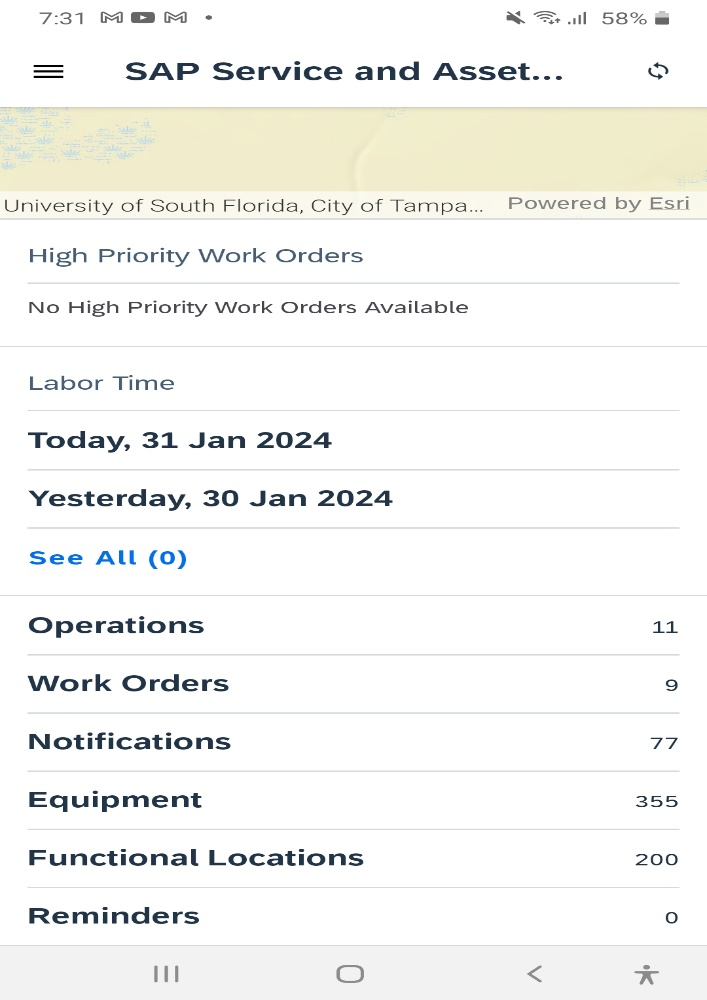 7:31 58%
SAP Service and Asset...
University of South Florida, City of Tampa... Powered by Esri
High Priority Work Orders
No High Priority Work Orders Available
Labor Time
Today, 31 Jan 2024
Yesterday, 30 Jan 2024
See All (0)
Operations 11
Work Orders 9
Notifications 77
Equipment 355
Functional Locations 200
Reminders 0